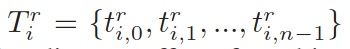 T_i^r = {t_{i,0}^r, t_{i,1}^r, ..., t_{i,n-1}^r}